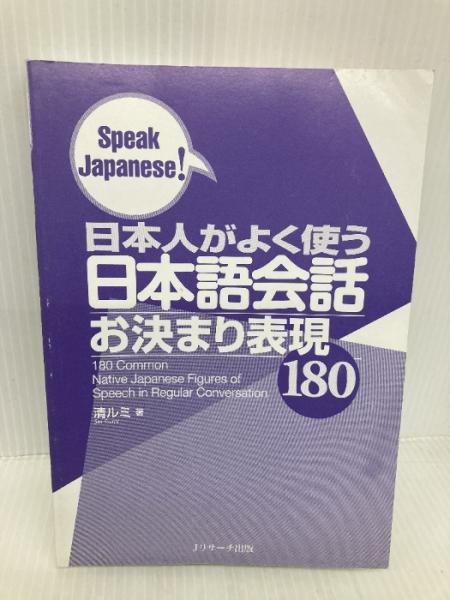 Speak
Japanese!
日本人がよく使う
日本語会話
お決まり表現
180
180 Common
Native Japanese Figures of
Speech in Regular Conversation
清ルミ 著
Jリサーチ出版